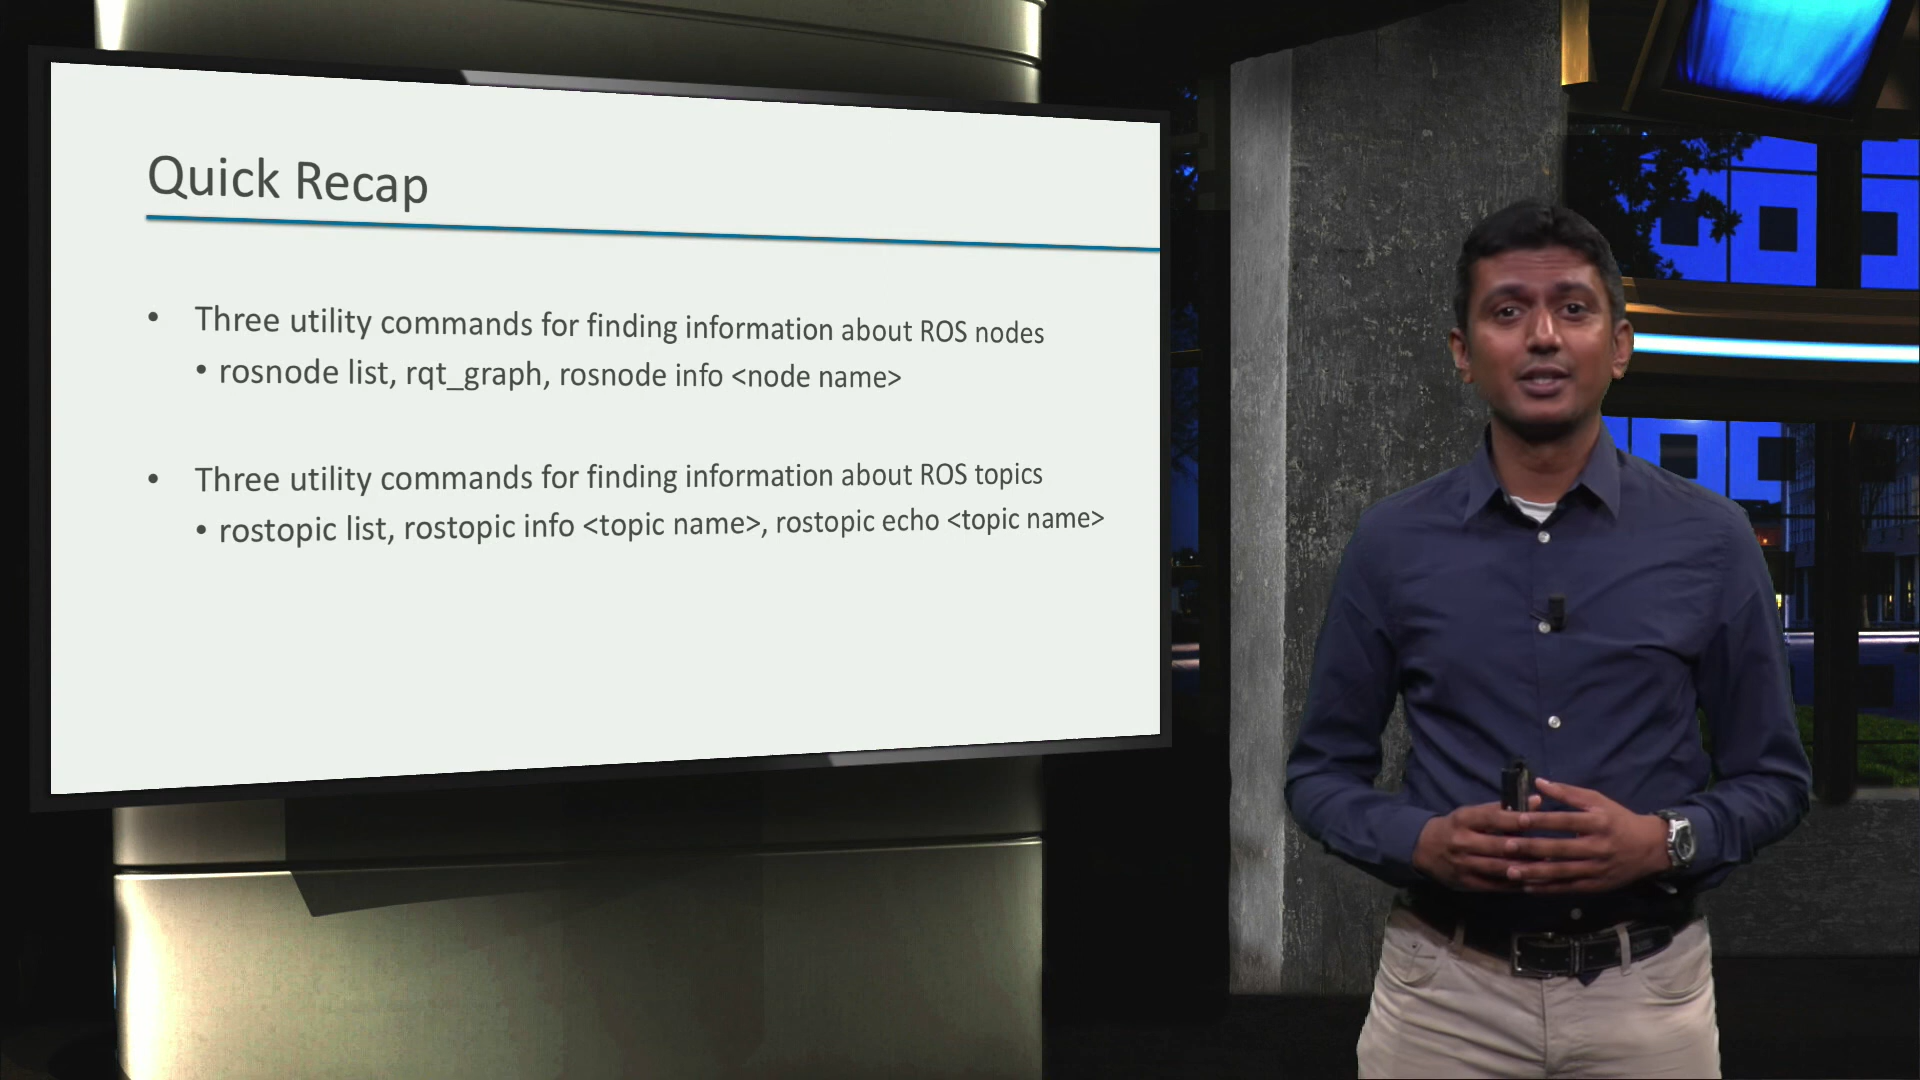 Quick Recap
• Three utility commands for finding information about ROS nodes
• rosnode list, rqt_graph, rosnode info <node name>
• Three utility commands for finding information about ROS topics
• rostopic list, rostopic info <topic name>, rostopic echo <topic name>